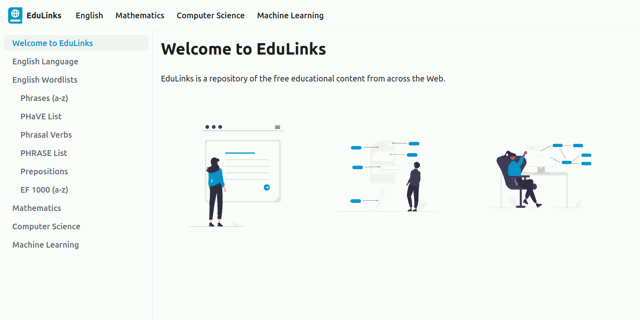 EduLinks English Mathematics Computer Science Machine Learning
Welcome to EduLinks
English Language
English Wordlists
Phrases (a-z)
PHaVE List
Phrasal Verbs
PHRASE List
Prepositions
EF 1000 (a-z)
Mathematics
Computer Science
Machine Learning
Welcome to EduLinks
EduLinks is a repository of the free educational content from across the Web.